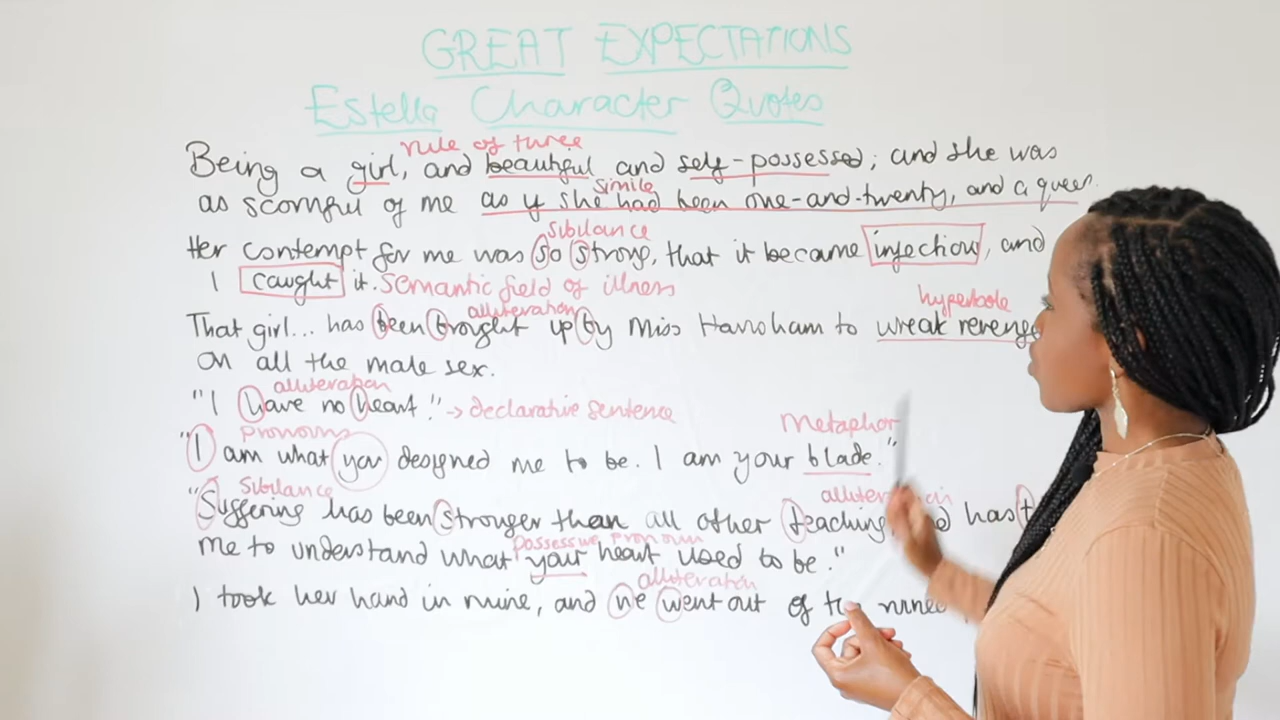 GREAT EXPECTATIONS
Estella Character Quotes
rule of three
Being a girl, and beautiful and self-possessed; and she was
simile
as scornful of me as if she had been one-and-twenty, and a queen.
sibilance
Her contempt for me was so strong, that it became infectious, and
I caught it. semantic field of illness
alliteration hyperbole
That girl... has been brought up by Miss Havisham to wreak revenge
on all the male sex.
alliteration
"I have no heart!" -> declarative sentence
pronouns metaphor
"I am what you designed me to be. I am your blade."
sibilance alliteration
"Suffering has been stronger than all other teaching, has
possessive pronoun
me to understand what your heart used to be."
alliteration
I took her hand in mine, and we went out of